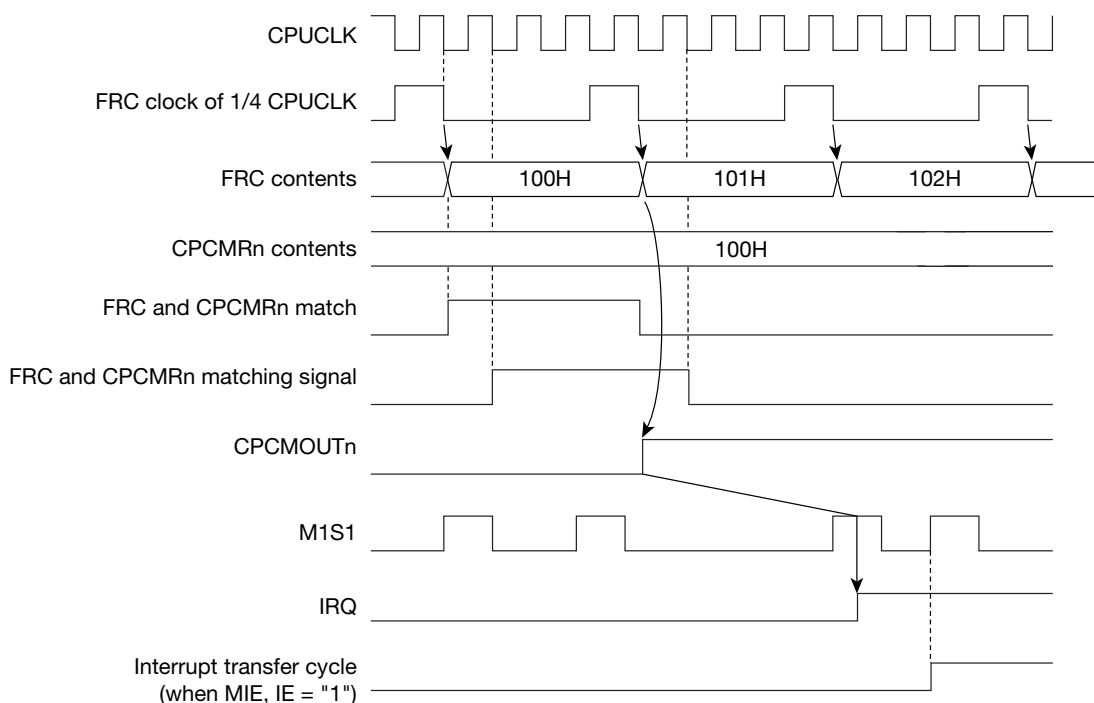 CPUCLK
FRC clock of 1/4 CPUCLK
FRC contents
100H
101H
102H
CPCMRn contents
100H
FRC and CPCMRn match
FRC and CPCMRn matching signal
CPCMOUTn
M1S1
IRQ
Interrupt transfer cycle
(when MIE, IE = "1")